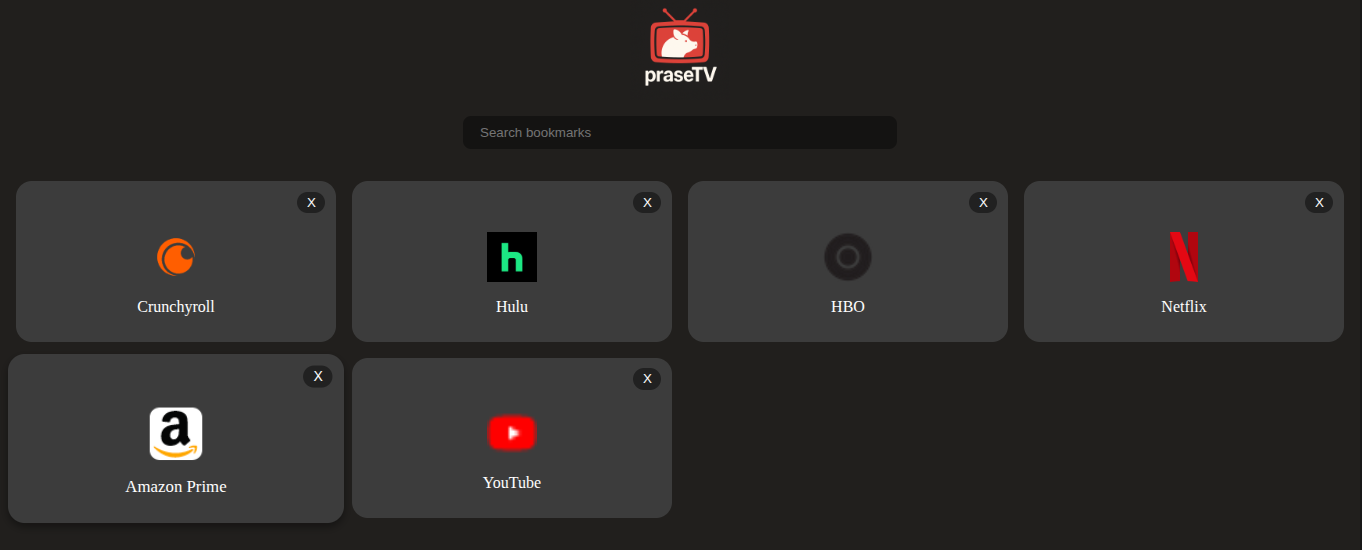 praseTV
Search bookmarks
X X X X
Crunchyroll Hulu HBO Netflix
X X
Amazon Prime YouTube